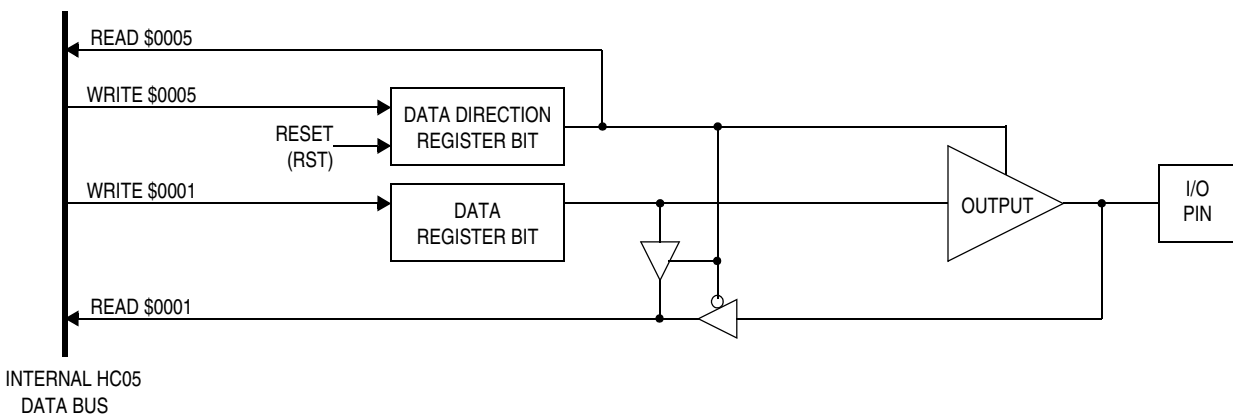 READ $0005
WRITE $0005
DATA DIRECTION
REGISTER BIT
RESET
(RST)
WRITE $0001
DATA
REGISTER BIT
OUTPUT
I/O
PIN
READ $0001
INTERNAL HC05
DATA BUS